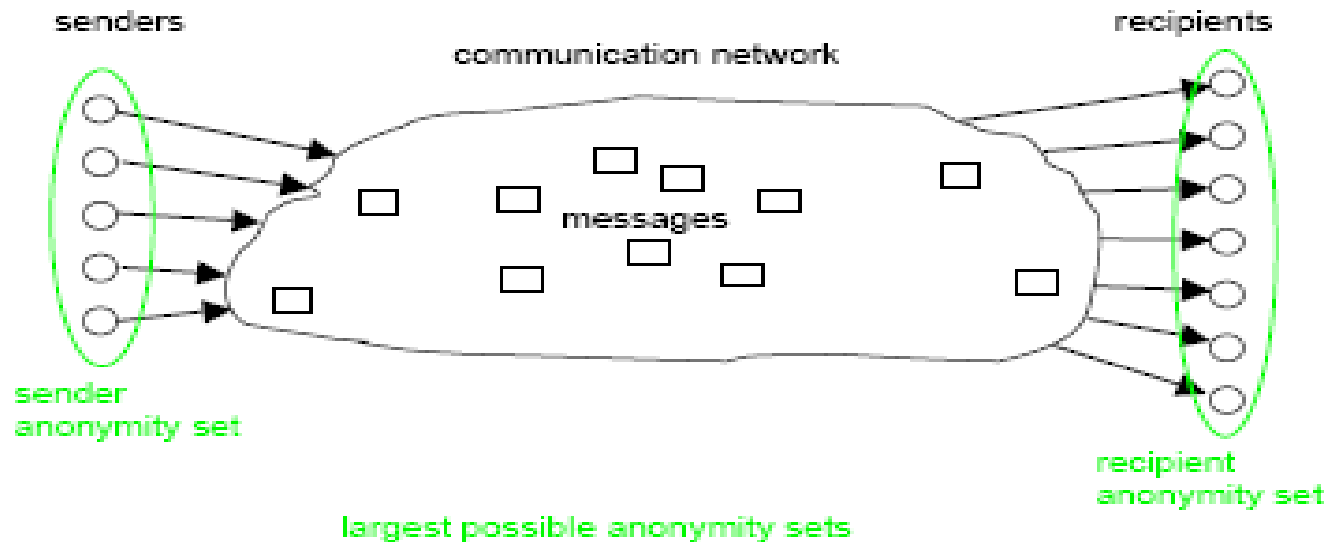 senders
recipients
communication network
messages
sender
anonymity set
recipient
anonymity set
largest possible anonymity sets